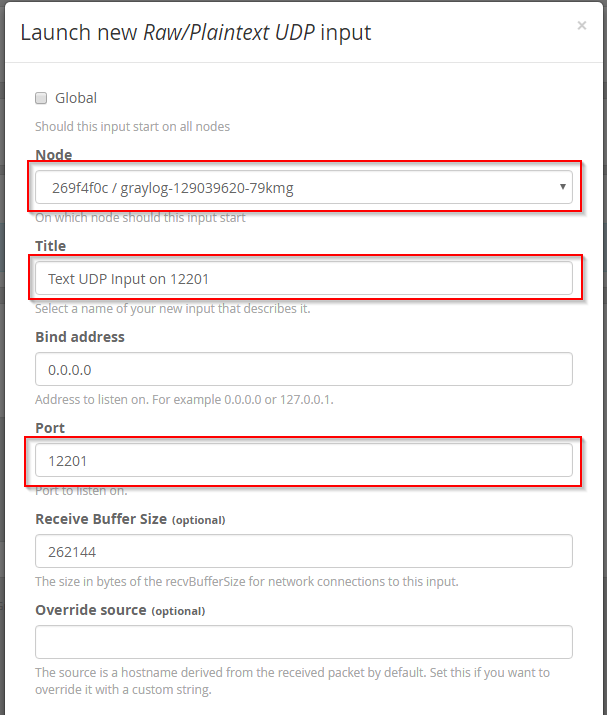 Launch new Raw/Plaintext UDP input
×
Global
Should this input start on all nodes
Node
269f4f0c / graylog-129039620-79kmg
On which node should this input start
Title
Text UDP Input on 12201
Select a name of your new input that describes it.
Bind address
0.0.0.0
Address to listen on. For example 0.0.0.0 or 127.0.0.1.
Port
12201
Port to listen on.
Receive Buffer Size (optional)
262144
The size in bytes of the recvBufferSize for network connections to this input.
Override source (optional)
The source is a hostname derived from the received packet by default. Set this if you want to
override it with a custom string.